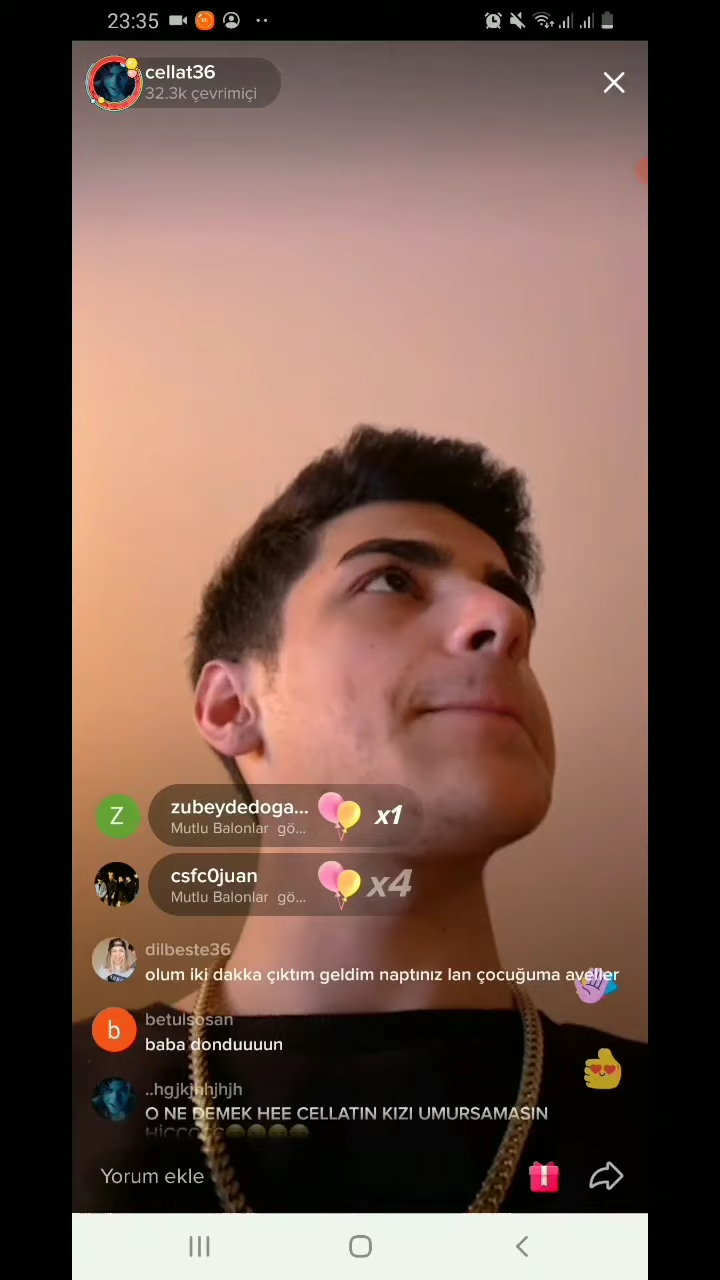 23:35
cellat36
32.3k çevrimiçi
Z
zubeydedoga... x1
Mutlu Balonlar gö...
csfc0juan x4
Mutlu Balonlar gö...
dilbeste36
olum iki dakka çıktım geldim naptınız lan çocuğuma aveller
b
betulsosan
baba donduuuun
..hgjkjhhjhjh
O NE DEMEK HEE CELLATIN KIZI UMURSAMASIN
Yorum ekle